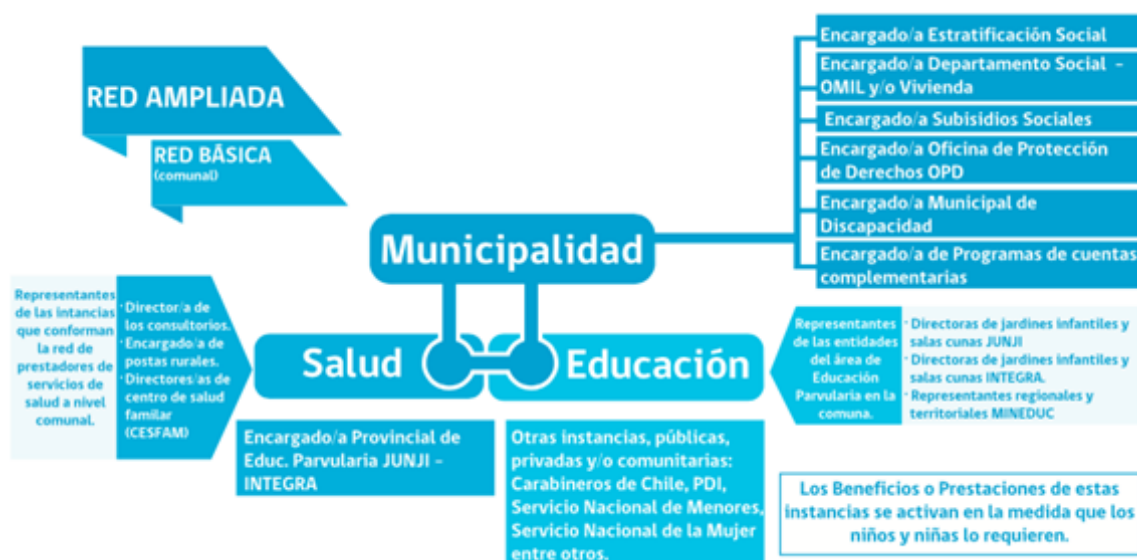 RED AMPLIADA
RED BÁSICA
(comunal)
Municipalidad
Encargado/a Estratificación Social
Encargado/a Departamento Social -
OMIL y/o Vivienda
Encargado/a Subisidios Sociales
Encargado/a Oficina de Protección
de Derechos OPD
Encargado/a Municipal de
Discapacidad
Encargado/a de Programas de cuentas
complementarias
Representantes
de las intancias
que conforman
la red de
prestadores de
servicios de
salud a nivel
comunal.
· Director/a de
los consultorios.
· Encargado/a de
postas rurales.
· Directores/as de
centro de salud
familar
(CESFAM)
Salud
Educación
Representantes
de las entidades
del área de
Educación
Parvularia en la
comuna.
· Directoras de jardines infantiles y
salas cunas JUNJI
· Directoras de jardines infantiles y
salas cunas INTEGRA.
· Representantes regionales y
territoriales MINEDUC
Encargado/a Provincial de
Educ. Parvularia JUNJI -
INTEGRA
Otras instancias, públicas,
privadas y/o comunitarias:
Carabineros de Chile, PDI,
Servicio Nacional de Menores,
Servicio Nacional de la Mujer
entre otros.
Los Beneficios o Prestaciones de estas
instancias se activan en la medida que los
niños y niñas lo requieren.